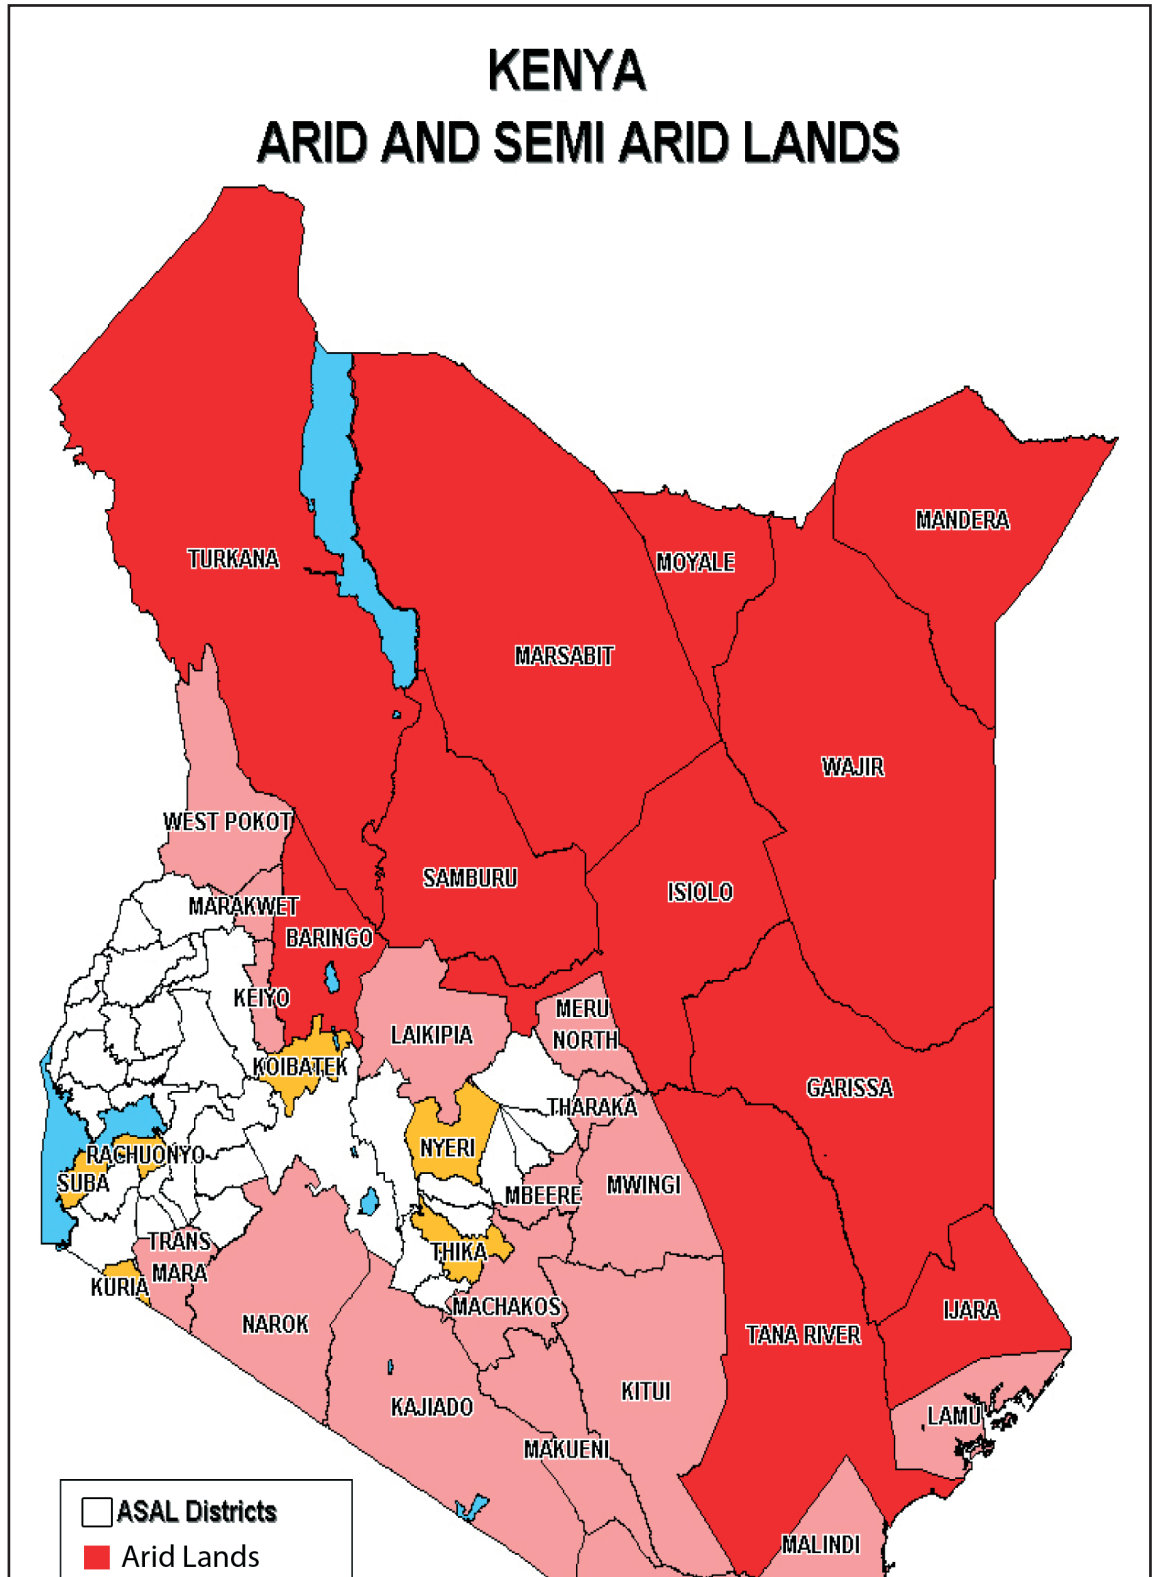 KENYA
ARID AND SEMI ARID LANDS
MANDERA
TURKANA
MOYALE
MARSABIT
WAJIR
WEST POKOT
SAMBURU
ISIOLO
MARAKWET
BARINGO
KEIYO
MERU
NORTH
LAIKIPIA
KOIBATEK
GARISSA
THARAKA
NYERI
RACHUONYO
SUBA
MBEERE
MWINGI
TRANS
MARA
THIKA
KURIA
MACHAKOS
IJARA
NAROK
TANA RIVER
KITUI
KAJIADO
LAMU
MAKUENI
ASAL Districts
MALINDI
Arid Lands